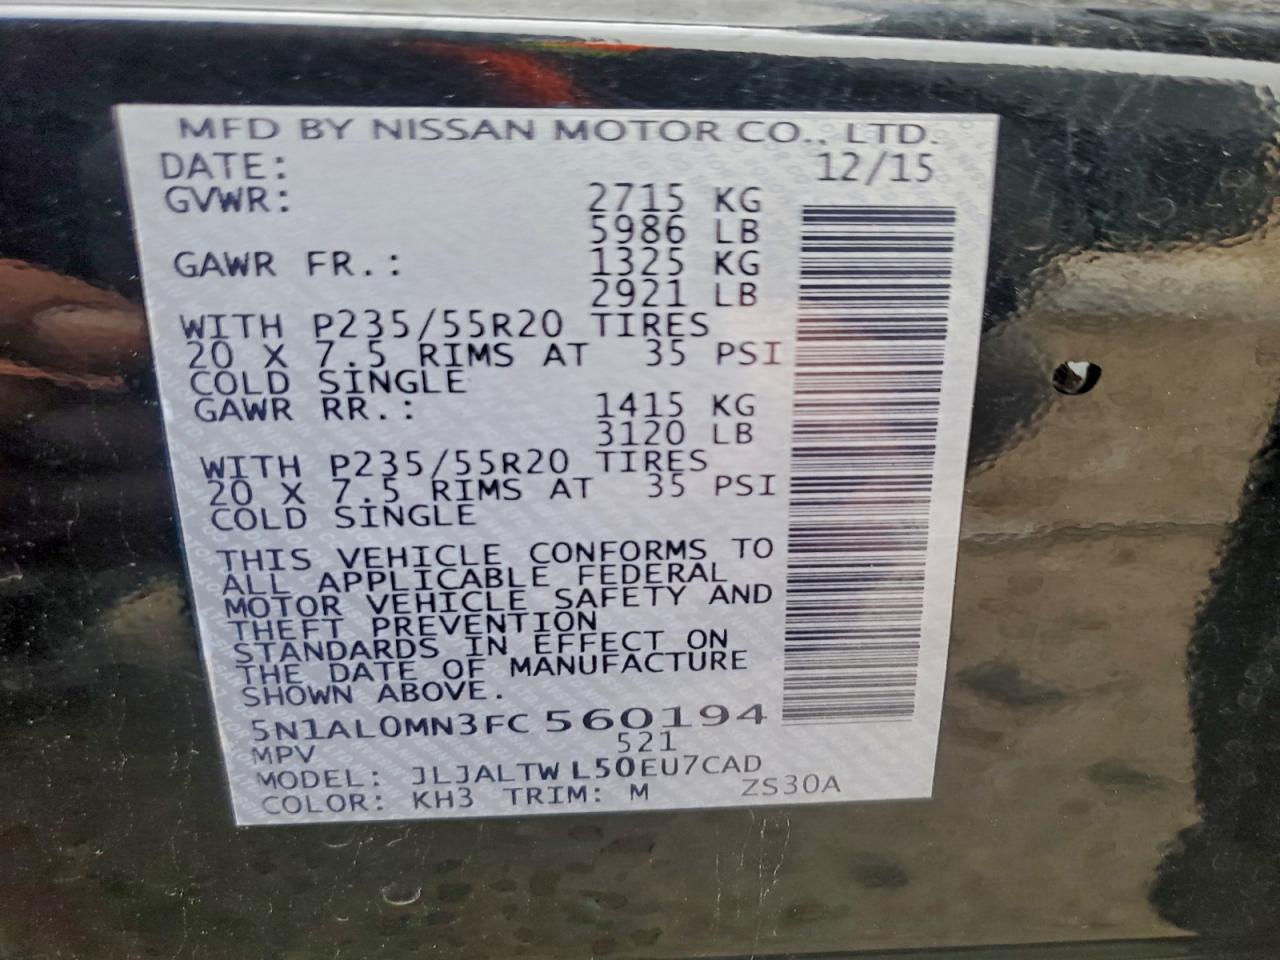 MFD BY NISSAN MOTOR CO., LTD.
DATE: 12/15
GVWR: 2715 KG
5986 LB
GAWR FR.: 1325 KG
2921 LB
WITH P235/55R20 TIRES
20 X 7.5 RIMS AT 35 PSI
COLD SINGLE
GAWR RR.: 1415 KG
3120 LB
WITH P235/55R20 TIRES
20 X 7.5 RIMS AT 35 PSI
COLD SINGLE
THIS VEHICLE CONFORMS TO
ALL APPLICABLE FEDERAL
MOTOR VEHICLE SAFETY AND
THEFT PREVENTION
STANDARDS IN EFFECT ON
THE DATE OF MANUFACTURE
SHOWN ABOVE.
5N1AL0MN3FC560194
MPV 521
MODEL: JLJALTWL50EU7CAD
COLOR: KH3 TRIM: M ZS30A